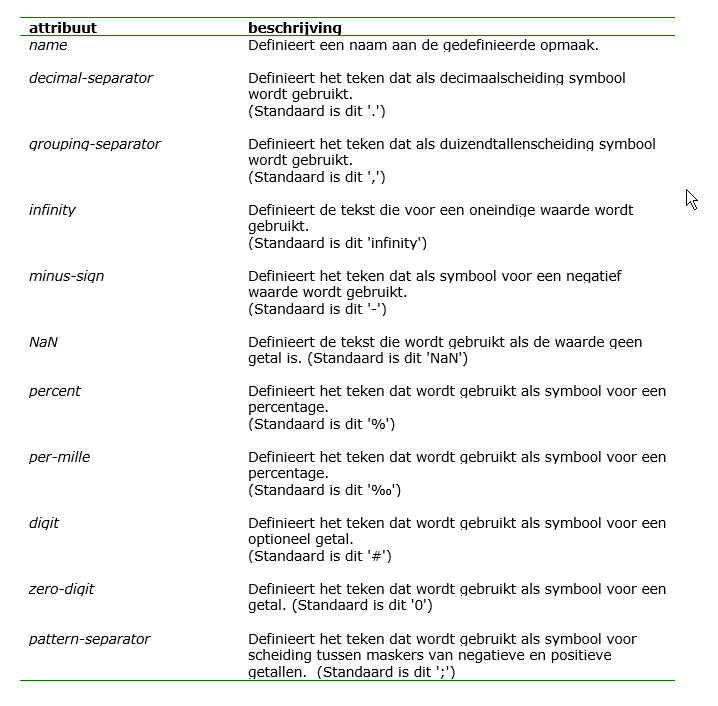 attribuut beschrijving
name Definieert een naam aan de gedefinieerde opmaak.
decimal-separator Definieert het teken dat als decimaalscheiding symbool
wordt gebruikt.
(Standaard is dit '.')
grouping-separator Definieert het teken dat als duizendtallenscheiding symbool
wordt gebruikt.
(Standaard is dit ',')
infinity Definieert de tekst die voor een oneindige waarde wordt
gebruikt.
(Standaard is dit 'infinity')
minus-sign Definieert het teken dat als symbool voor een negatief
waarde wordt gebruikt.
(Standaard is dit '-')
NaN Definieert de tekst die wordt gebruikt als de waarde geen
getal is. (Standaard is dit 'NaN')
percent Definieert het teken dat wordt gebruikt als symbool voor een
percentage.
(Standaard is dit '%')
per-mille Definieert het teken dat wordt gebruikt als symbool voor een
percentage.
(Standaard is dit '‰')
digit Definieert het teken dat wordt gebruikt als symbool voor een
optioneel getal.
(Standaard is dit '#')
zero-digit Definieert het teken dat wordt gebruikt als symbool voor een
getal. (Standaard is dit '0')
pattern-separator Definieert het teken dat wordt gebruikt als symbool voor
scheiding tussen maskers van negatieve en positieve
getallen. (Standaard is dit ';')